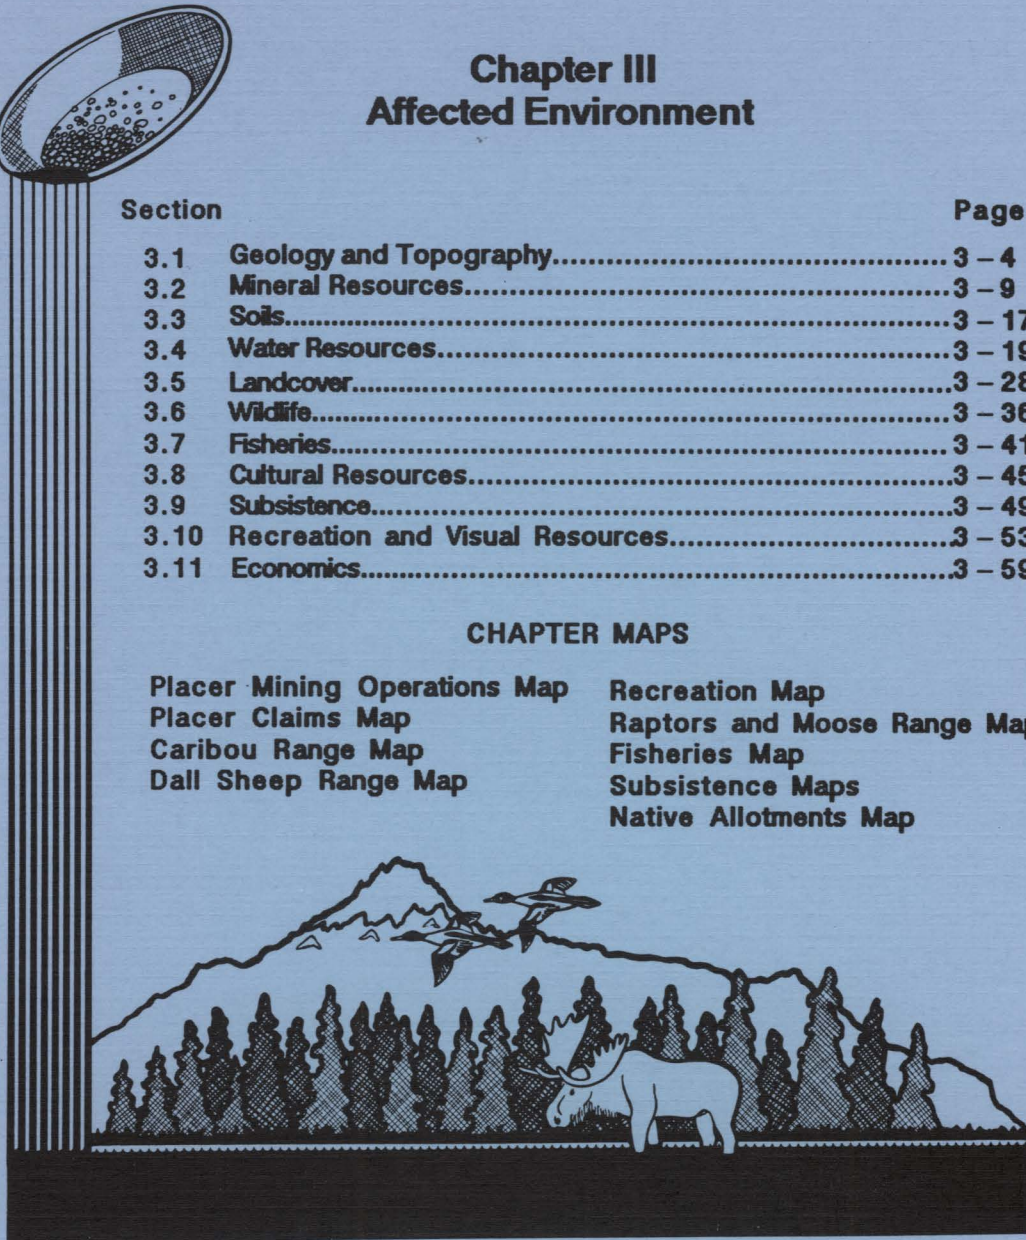 Chapter III
Affected Environment
Section Page
3.1 Geology and Topography.......................................................... 3 – 4
3.2 Mineral Resources....................................................................... 3 – 9
3.3 Soils................................................................................................ 3 – 17
3.4 Water Resources........................................................................... 3 – 19
3.5 Landcover...................................................................................... 3 – 28
3.6 Wildlife............................................................................................ 3 – 36
3.7 Fisheries......................................................................................... 3 – 41
3.8 Cultural Resources....................................................................... 3 – 45
3.9 Subsistence.................................................................................... 3 – 49
3.10 Recreation and Visual Resources.......................................... 3 – 53
3.11 Economics..................................................................................... 3 – 59
CHAPTER MAPS
Placer Mining Operations Map
Placer Claims Map
Caribou Range Map
Dall Sheep Range Map
Recreation Map
Raptors and Moose Range Map
Fisheries Map
Subsistence Maps
Native Allotments Map